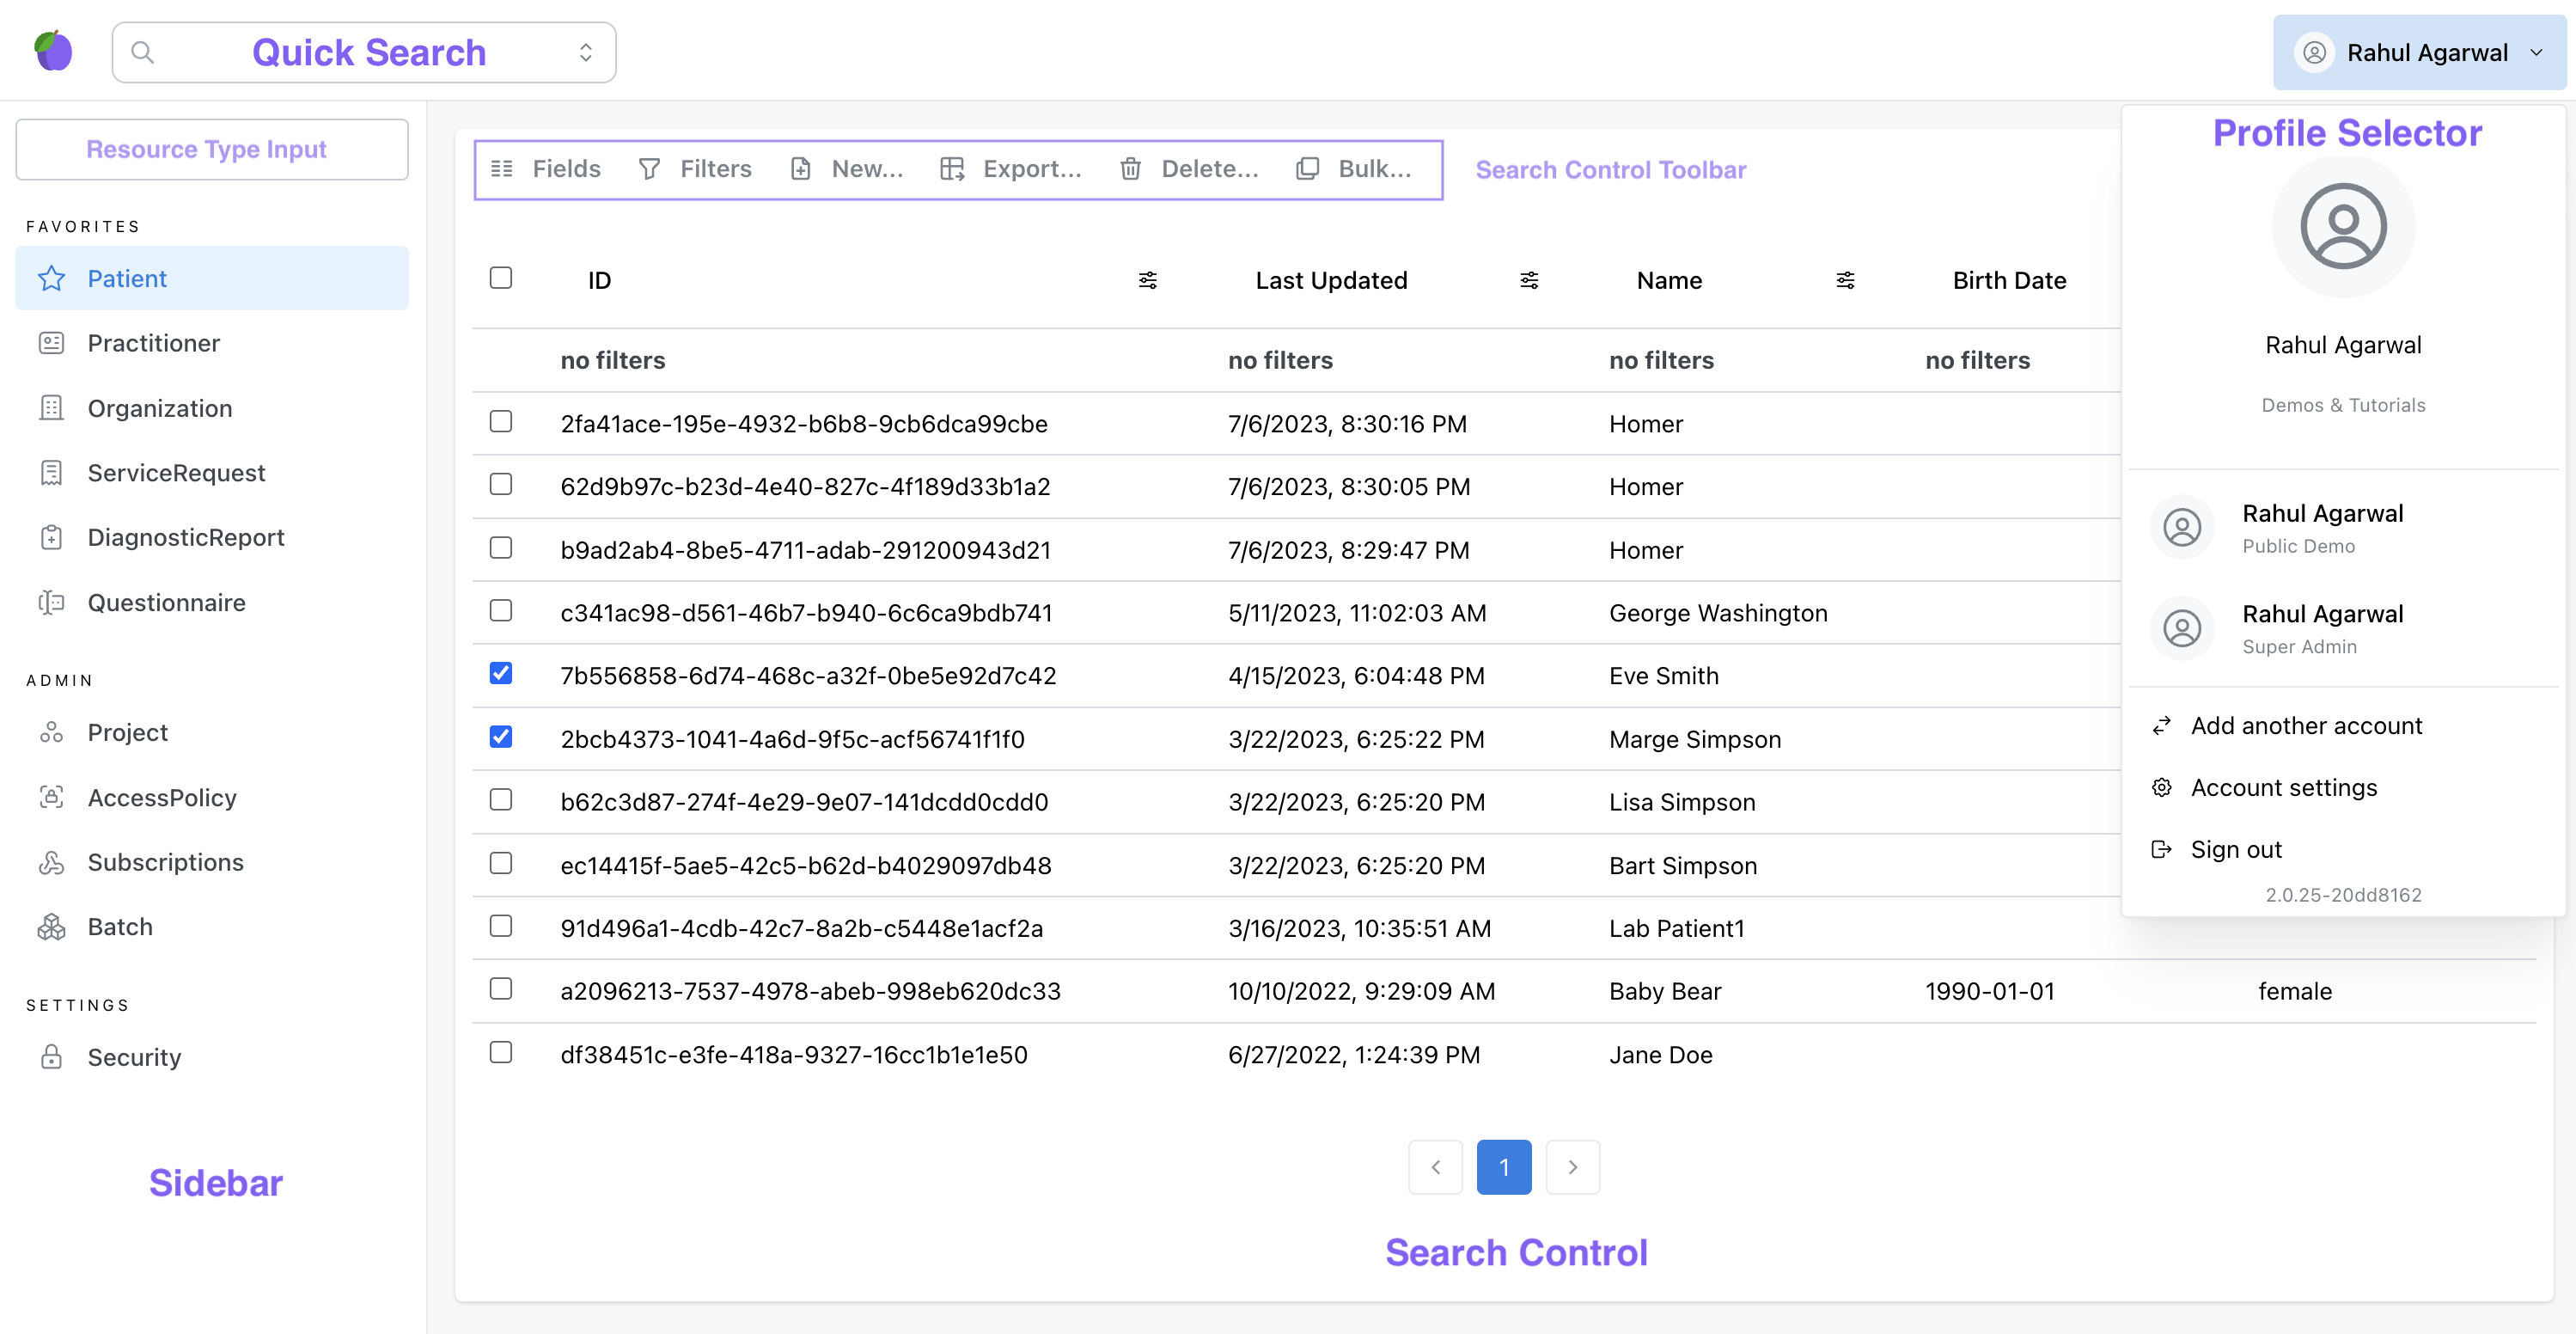 Quick Search
Rahul Agarwal
Resource Type Input
FAVORITES
Patient
Practitioner
Organization
ServiceRequest
DiagnosticReport
Questionnaire
ADMIN
Project
AccessPolicy
Subscriptions
Batch
SETTINGS
Security
Sidebar
Fields Filters New... Export... Delete... Bulk... Search Control Toolbar
ID Last Updated Name Birth Date
no filters no filters no filters no filters
2fa41ace-195e-4932-b6b8-9cb6dca99cbe 7/6/2023, 8:30:16 PM Homer
62d9b97c-b23d-4e40-827c-4f189d33b1a2 7/6/2023, 8:30:05 PM Homer
b9ad2ab4-8be5-4711-adab-291200943d21 7/6/2023, 8:29:47 PM Homer
c341ac98-d561-46b7-b940-6c6ca9bdb741 5/11/2023, 11:02:03 AM George Washington
7b556858-6d74-468c-a32f-0be5e92d7c42 4/15/2023, 6:04:48 PM Eve Smith
2bcb4373-1041-4a6d-9f5c-acf56741f1f0 3/22/2023, 6:25:22 PM Marge Simpson
b62c3d87-274f-4e29-9e07-141dcdd0cdd0 3/22/2023, 6:25:20 PM Lisa Simpson
ec14415f-5ae5-42c5-b62d-b4029097db48 3/22/2023, 6:25:20 PM Bart Simpson
91d496a1-4cdb-42c7-8a2b-c5448e1acf2a 3/16/2023, 10:35:51 AM Lab Patient1
a2096213-7537-4978-abeb-998eb620dc33 10/10/2022, 9:29:09 AM Baby Bear 1990-01-01 female
df38451c-e3fe-418a-9327-16cc1b1e1e50 6/27/2022, 1:24:39 PM Jane Doe
1
Search Control
Profile Selector
Rahul Agarwal
Demos & Tutorials
Rahul Agarwal
Public Demo
Rahul Agarwal
Super Admin
Add another account
Account settings
Sign out
2.0.25-20dd8162